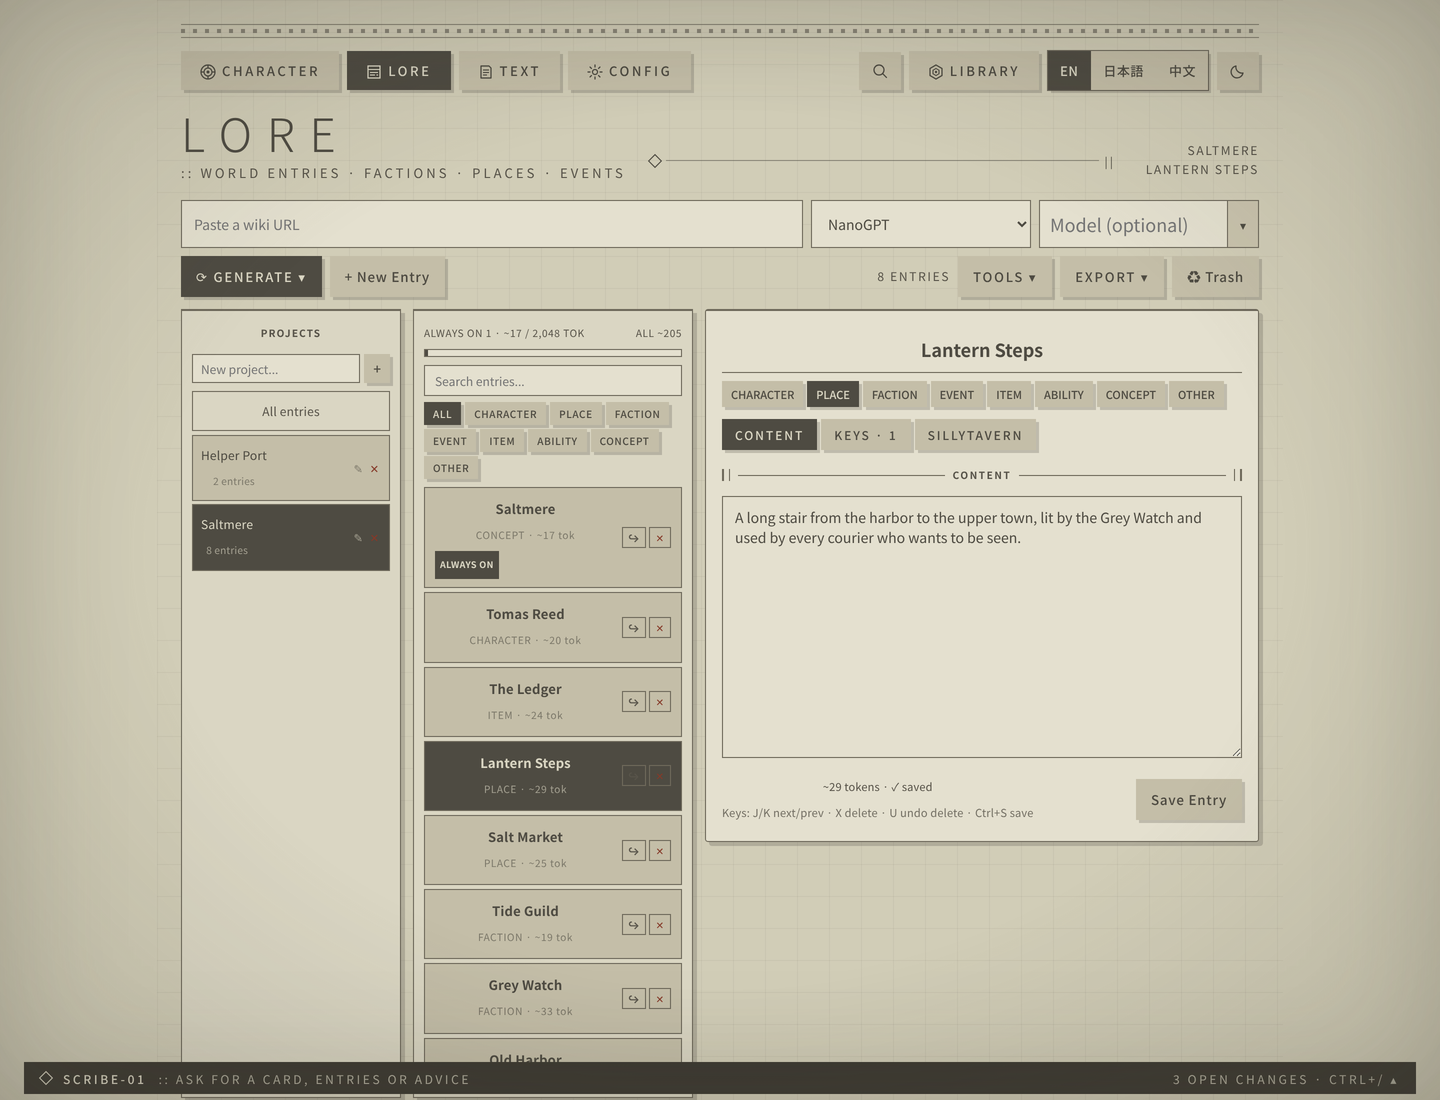 CHARACTER
LORE
TEXT
CONFIG
LIBRARY
EN
日本語
中文
LORE
:: WORLD ENTRIES · FACTIONS · PLACES · EVENTS
SALTMERE
LANTERN STEPS
Paste a wiki URL
NanoGPT
Model (optional)
▾
⟳ GENERATE ▾
+ New Entry
8 ENTRIES
TOOLS ▾
EXPORT ▾
♻ Trash
PROJECTS
New project...
+
All entries
Helper Port
2 entries
✎ ×
Saltmere
8 entries
✎ ×
ALWAYS ON 1 · ~17 / 2,048 TOK
ALL ~205
Search entries...
ALL CHARACTER PLACE FACTION
EVENT ITEM ABILITY CONCEPT
OTHER
Saltmere
CONCEPT · ~17 tok
↪ ×
ALWAYS ON
Tomas Reed
CHARACTER · ~20 tok
↪ ×
The Ledger
ITEM · ~24 tok
↪ ×
Lantern Steps
PLACE · ~29 tok
↪ ×
Salt Market
PLACE · ~25 tok
↪ ×
Tide Guild
FACTION · ~19 tok
↪ ×
Grey Watch
FACTION · ~33 tok
↪ ×
Old Harbor
Lantern Steps
CHARACTER PLACE FACTION EVENT ITEM ABILITY CONCEPT OTHER
CONTENT KEYS · 1 SILLYTAVERN
CONTENT
A long stair from the harbor to the upper town, lit by the Grey Watch and
used by every courier who wants to be seen.
~29 tokens · ✓ saved
Keys: J/K next/prev · X delete · U undo delete · Ctrl+S save
Save Entry
SCRIBE-01 :: ASK FOR A CARD, ENTRIES OR ADVICE
3 OPEN CHANGES · CTRL+/ ▴